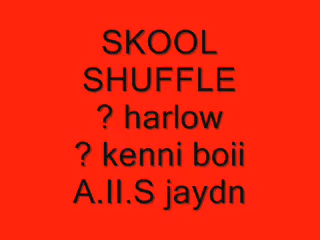 SKOOL
SHUFFLE
? harlow
? kenni boii
A.II.S jaydn